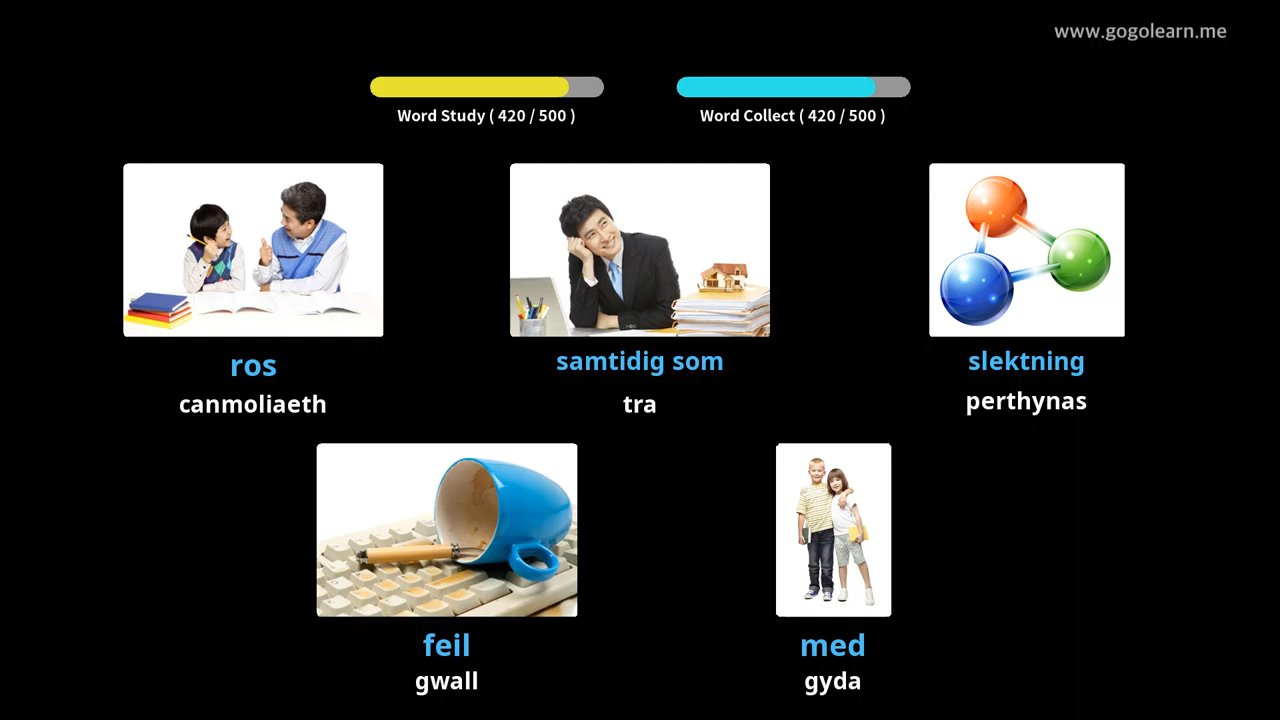 www.gogolearn.me
Word Study ( 420 / 500 )
Word Collect ( 420 / 500 )
ros
canmoliaeth
samtidig som
tra
slektning
perthynas
feil
gwall
med
gyda